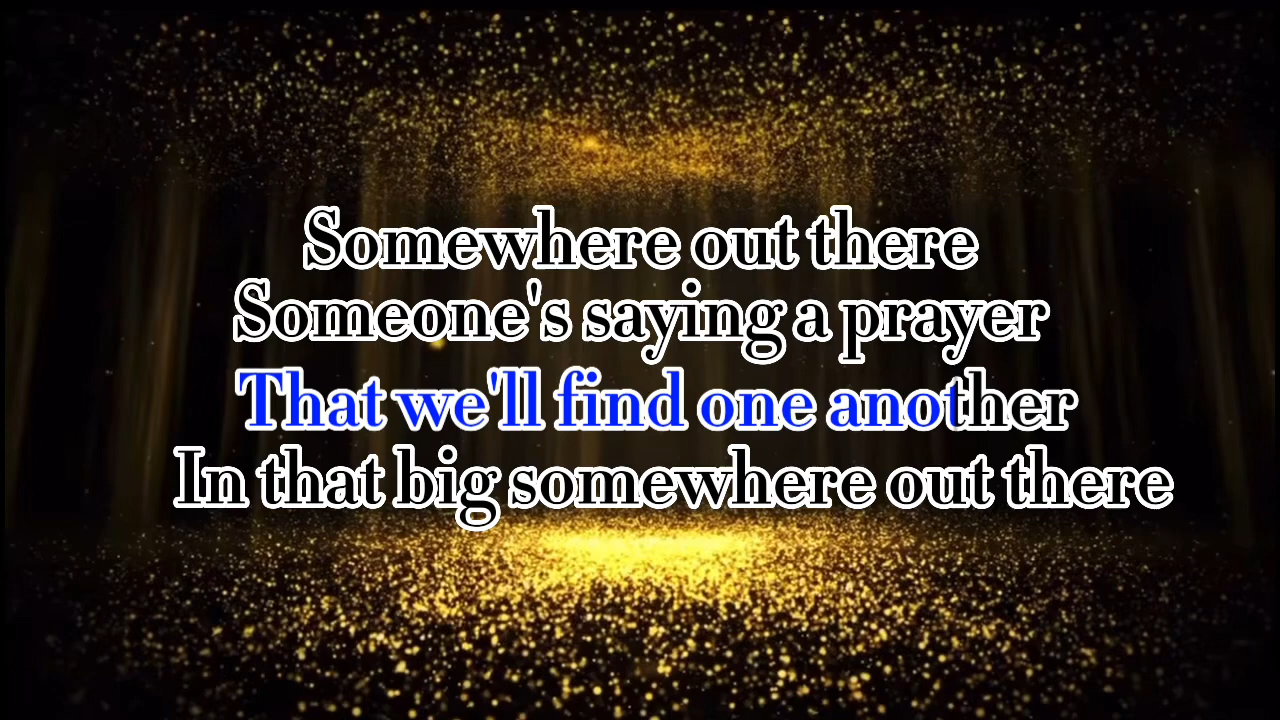 Somewhere out there
Someone's saying a prayer
That we'll find one another
In that big somewhere out there